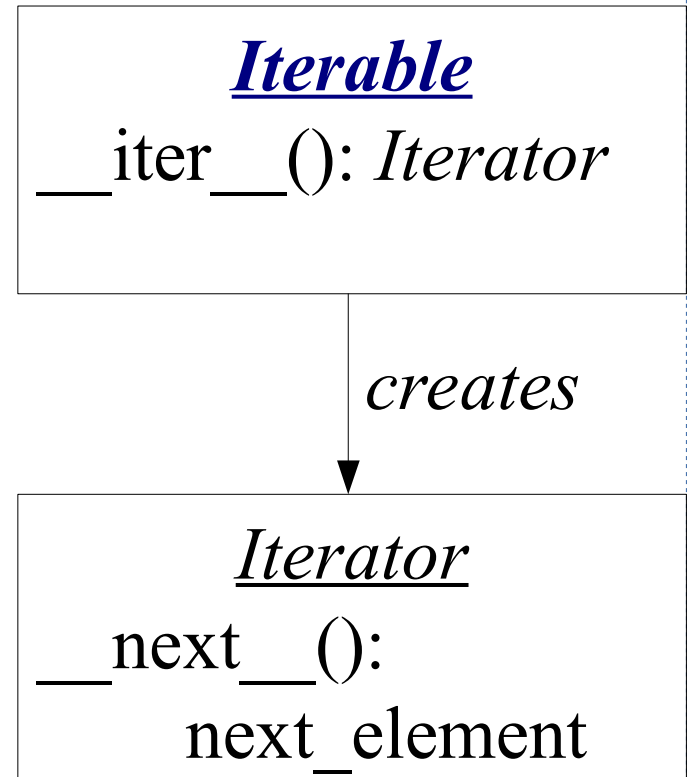 Iterable
__iter__(): Iterator
creates
Iterator
__next__():
next_element